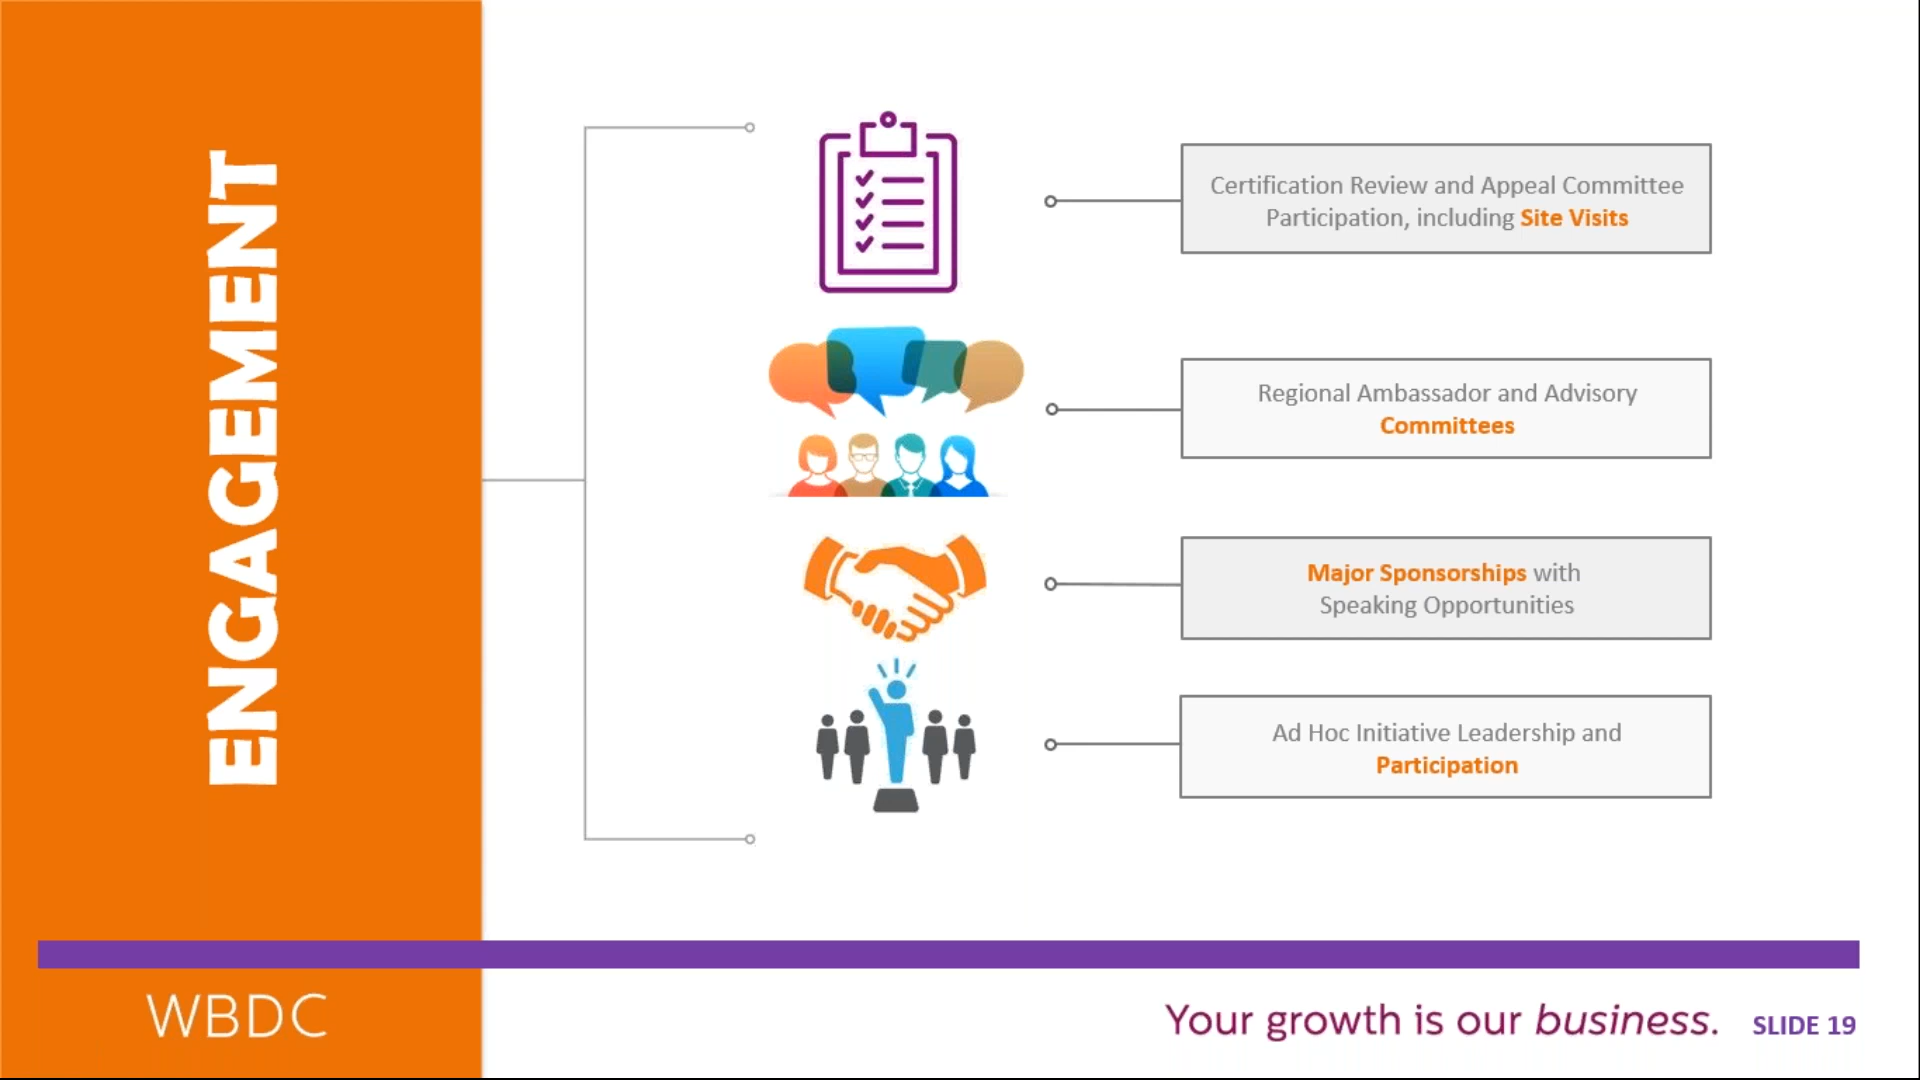 ENGAGEMENT
Certification Review and Appeal Committee
Participation, including Site Visits
Regional Ambassador and Advisory
Committees
Major Sponsorships with
Speaking Opportunities
Ad Hoc Initiative Leadership and
Participation
WBDC
Your growth is our business.
SLIDE 19